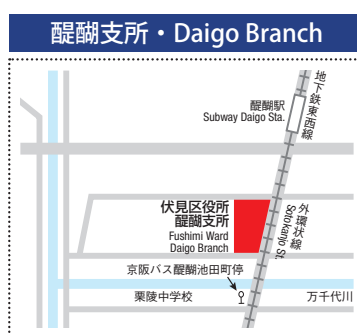 醍醐支所・Daigo Branch
地下鉄東西線
醍醐駅
Subway Daigo Sta.
伏見区役所
醍醐支所
Fushimi Ward
Daigo Branch
外環状線
Sotokanjo St.
京阪バス醍醐池田町停
栗陵中学校
万千代川